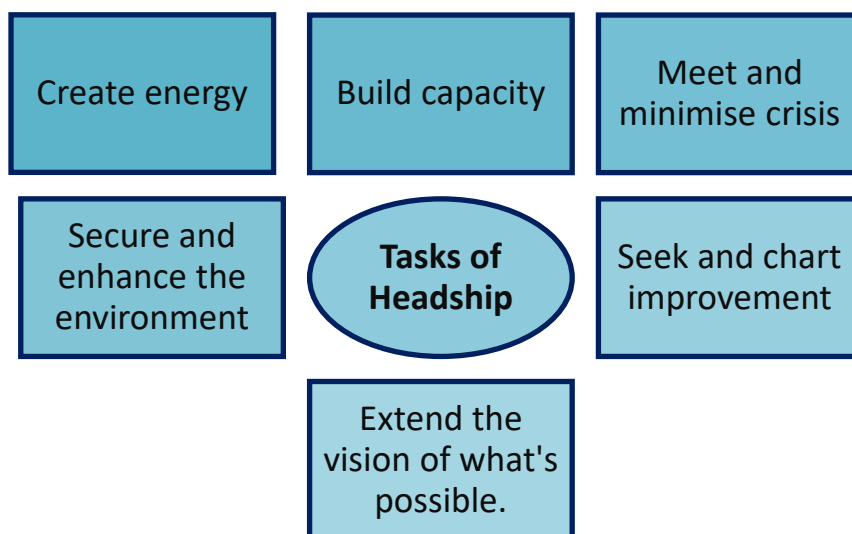 Create energy
Build capacity
Meet and
minimise crisis
Secure and
enhance the
environment
Tasks of
Headship
Seek and chart
improvement
Extend the
vision of what's
possible.